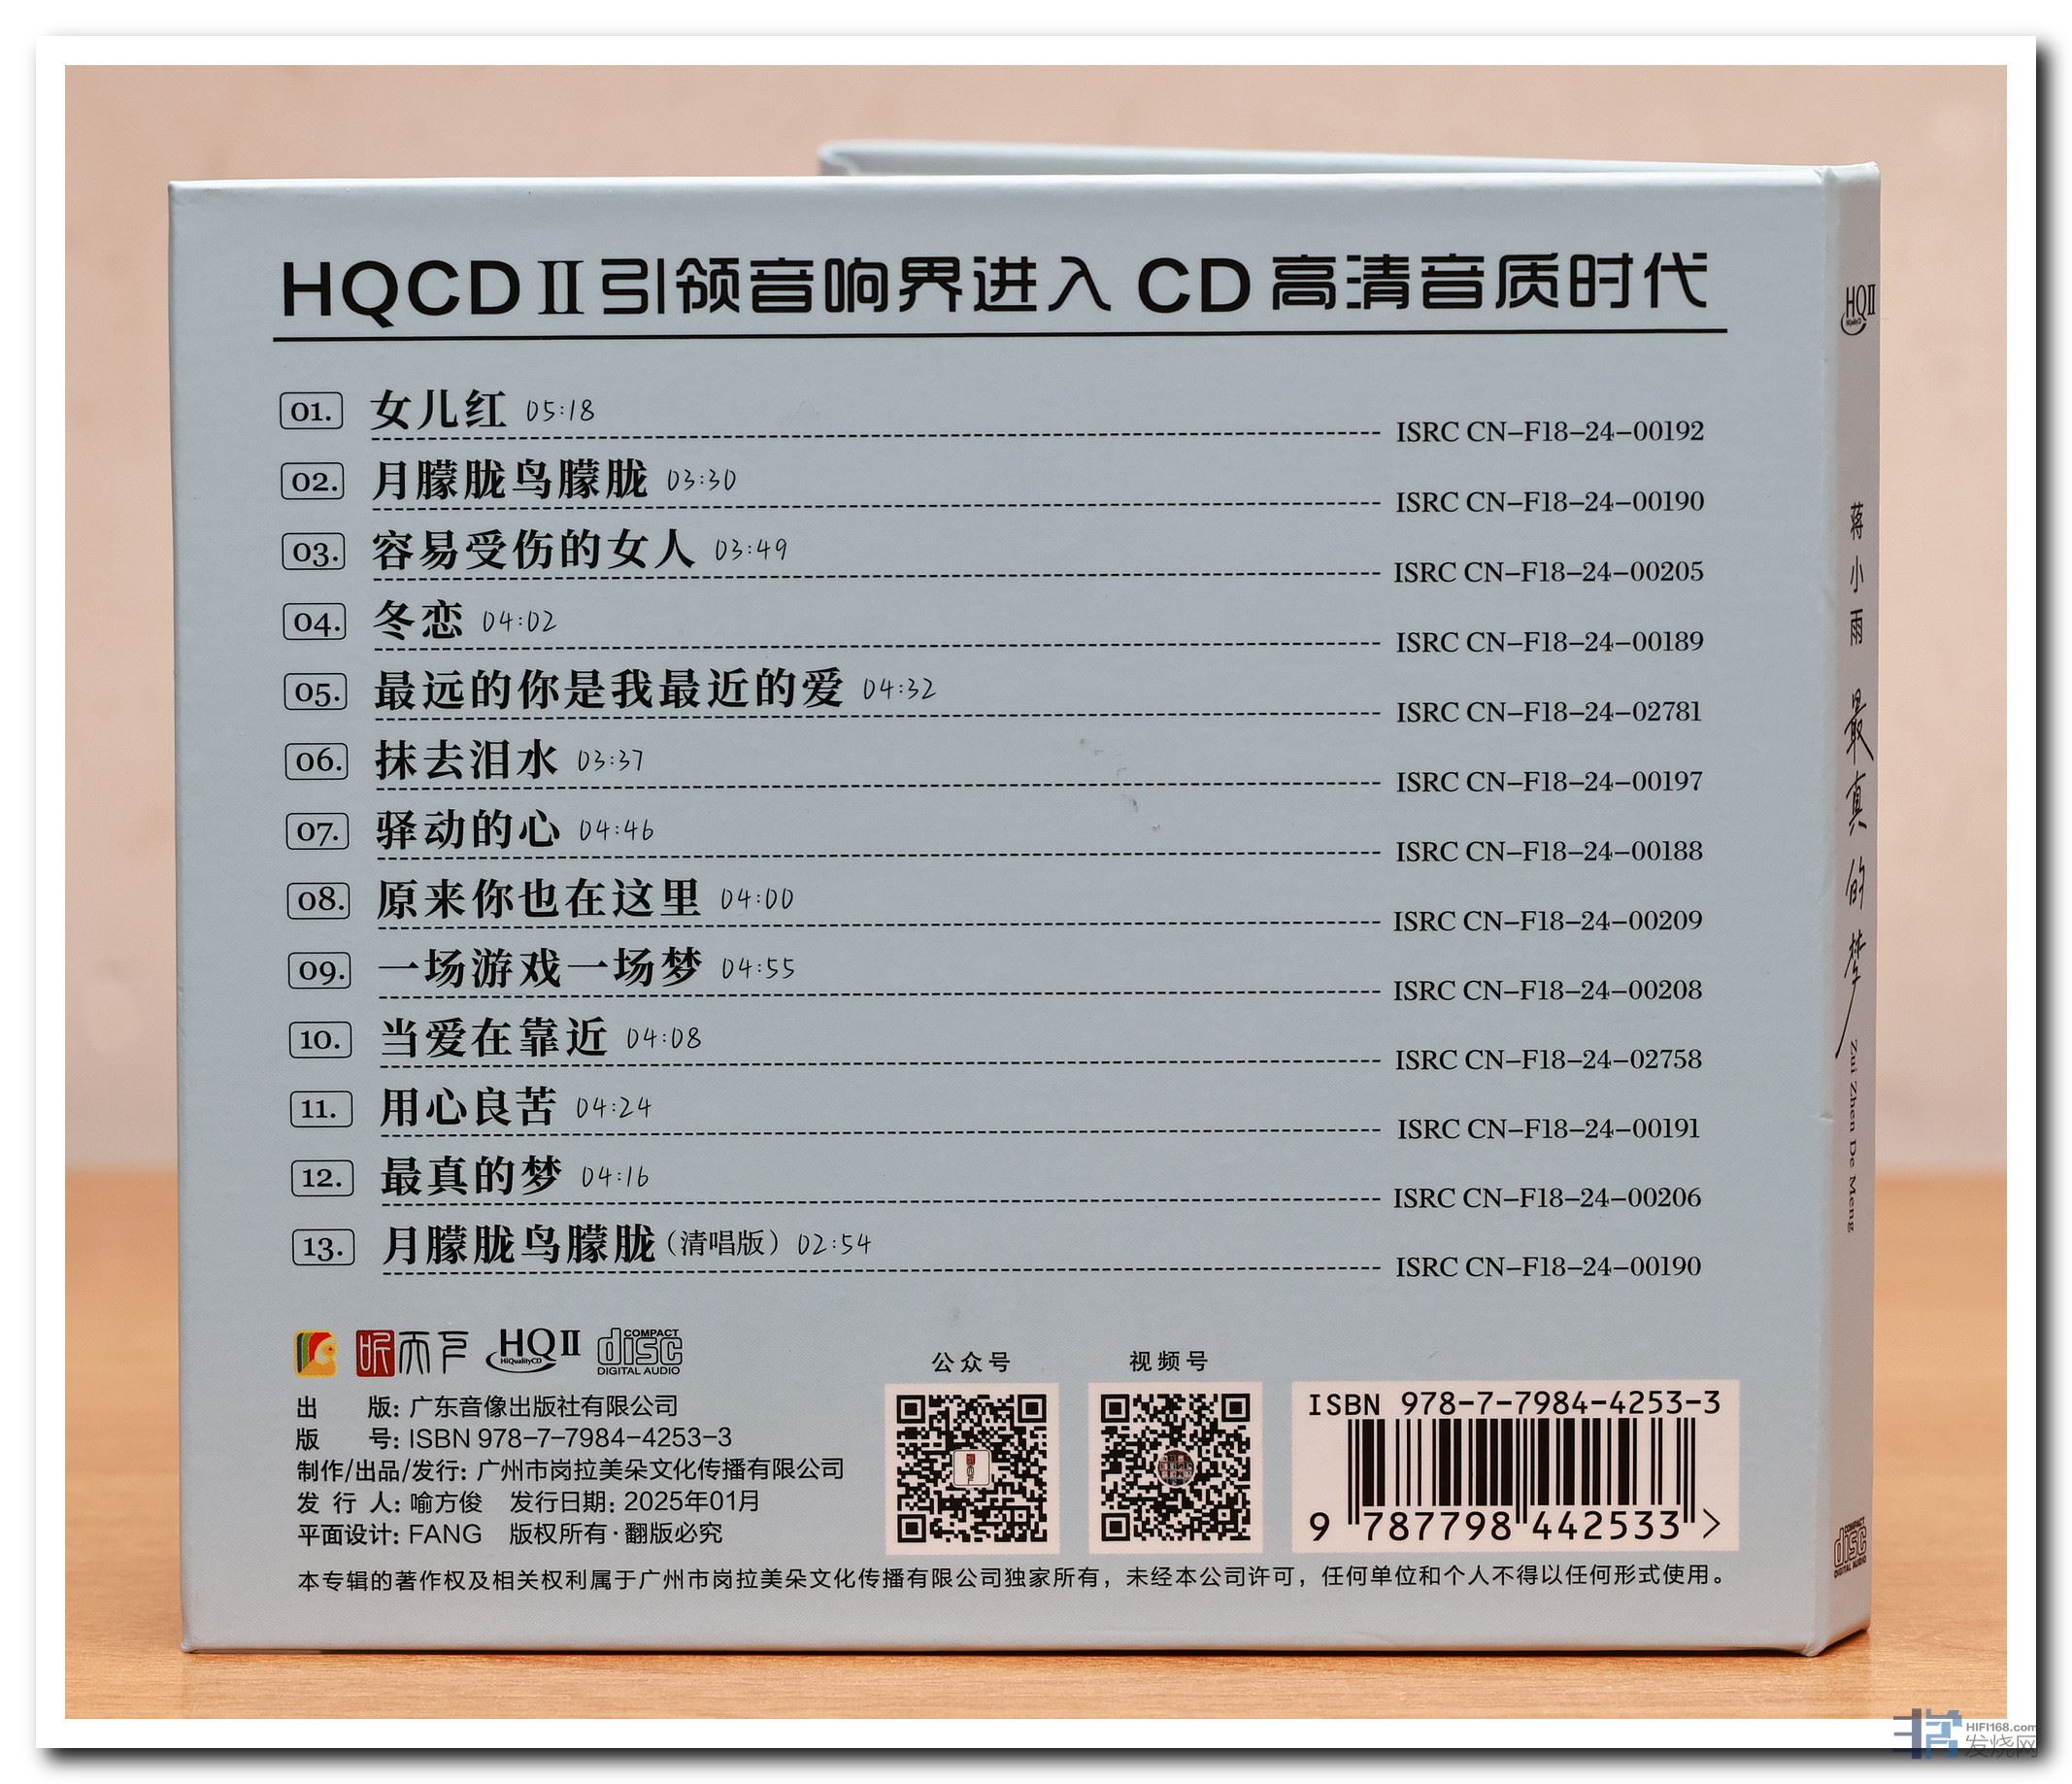 HQCDⅡ引领音响界进入CD高清音质时代
01. 女儿红 05:18 ISRC CN-F18-24-00192
02. 月朦胧鸟朦胧 03:30 ISRC CN-F18-24-00190
03. 容易受伤的女人 03:49 ISRC CN-F18-24-00205
04. 冬恋 04:02 ISRC CN-F18-24-00189
05. 最远的你是我最近的爱 04:32 ISRC CN-F18-24-02781
06. 抹去泪水 03:37 ISRC CN-F18-24-00197
07. 驿动的心 04:46 ISRC CN-F18-24-00188
08. 原来你也在这里 04:00 ISRC CN-F18-24-00209
09. 一场游戏一场梦 04:55 ISRC CN-F18-24-00208
10. 当爱在靠近 04:08 ISRC CN-F18-24-02758
11. 用心良苦 04:24 ISRC CN-F18-24-00191
12. 最真的梦 04:16 ISRC CN-F18-24-00206
13. 月朦胧鸟朦胧(清唱版) 02:54 ISRC CN-F18-24-00190
HQⅡ HiQualityCD COMPACT disc DIGITAL AUDIO
公众号 视频号
出 版: 广东音像出版社有限公司
版 号: ISBN 978-7-7984-4253-3
制作/出品/发行: 广州市岗拉美朵文化传播有限公司
发 行 人: 喻方俊 发行日期: 2025年01月
平面设计: FANG 版权所有·翻版必究
ISBN 978-7-7984-4253-3
9 787798 442533 >
本专辑的著作权及相关权利属于广州市岗拉美朵文化传播有限公司独家所有，未经本公司许可，任何单位和个人不得以任何形式使用。
HQⅡ
蒋小雨 最真的梦 Zui Zhen De Meng
COMPACT disc DIGITAL AUDIO
HIFI168.com
发烧网